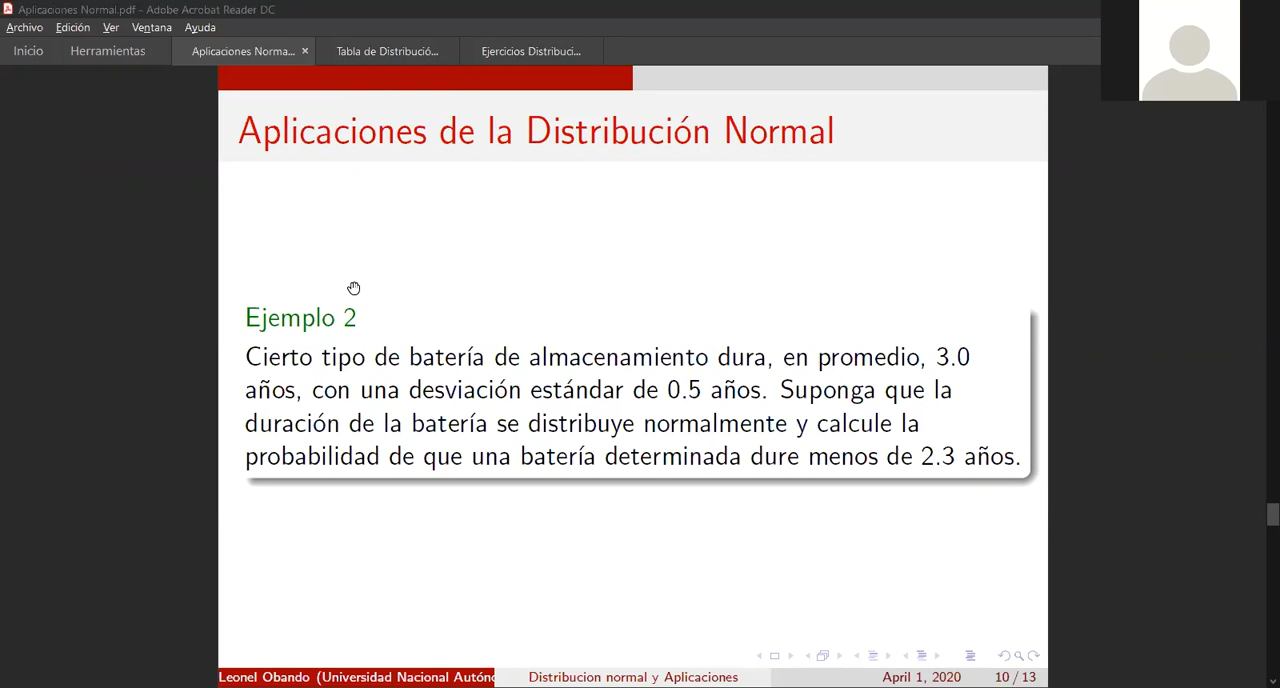 Aplicaciones Normal.pdf - Adobe Acrobat Reader DC
Archivo Edición Ver Ventana Ayuda
Inicio Herramientas Aplicaciones Norma... × Tabla de Distribució... Ejercicios Distribuci...
Aplicaciones de la Distribución Normal
Ejemplo 2
Cierto tipo de batería de almacenamiento dura, en promedio, 3.0
años, con una desviación estándar de 0.5 años. Suponga que la
duración de la batería se distribuye normalmente y calcule la
probabilidad de que una batería determinada dure menos de 2.3 años.
Leonel Obando (Universidad Nacional Autónc Distribucion normal y Aplicaciones April 1, 2020 10 / 13